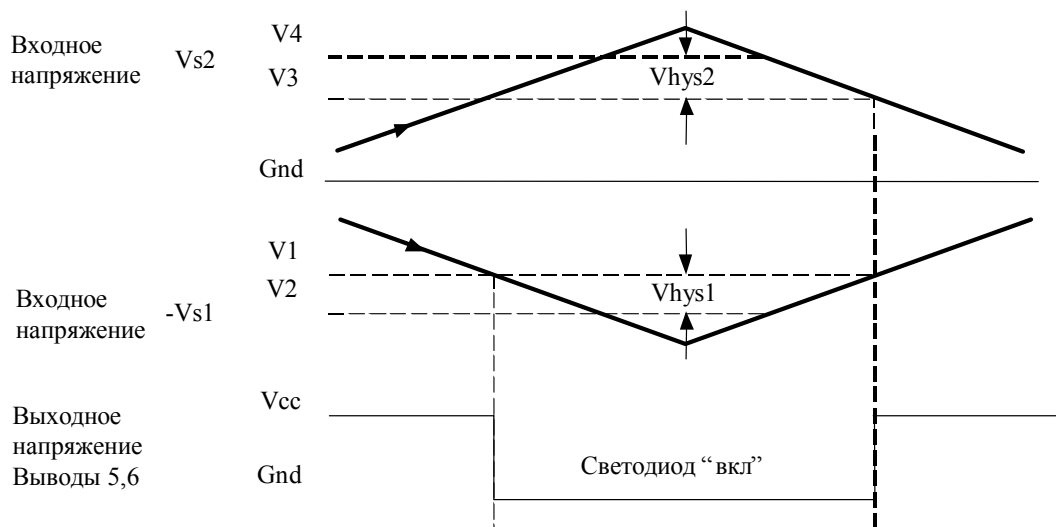 V4
Входное
напряжение
Vs2
V3
Vhys2
Gnd
V1
V2
Vhys1
Входное
напряжение
-Vs1
Vcc
Выходное
напряжение
Выводы 5,6
Gnd
Светодиод “вкл”